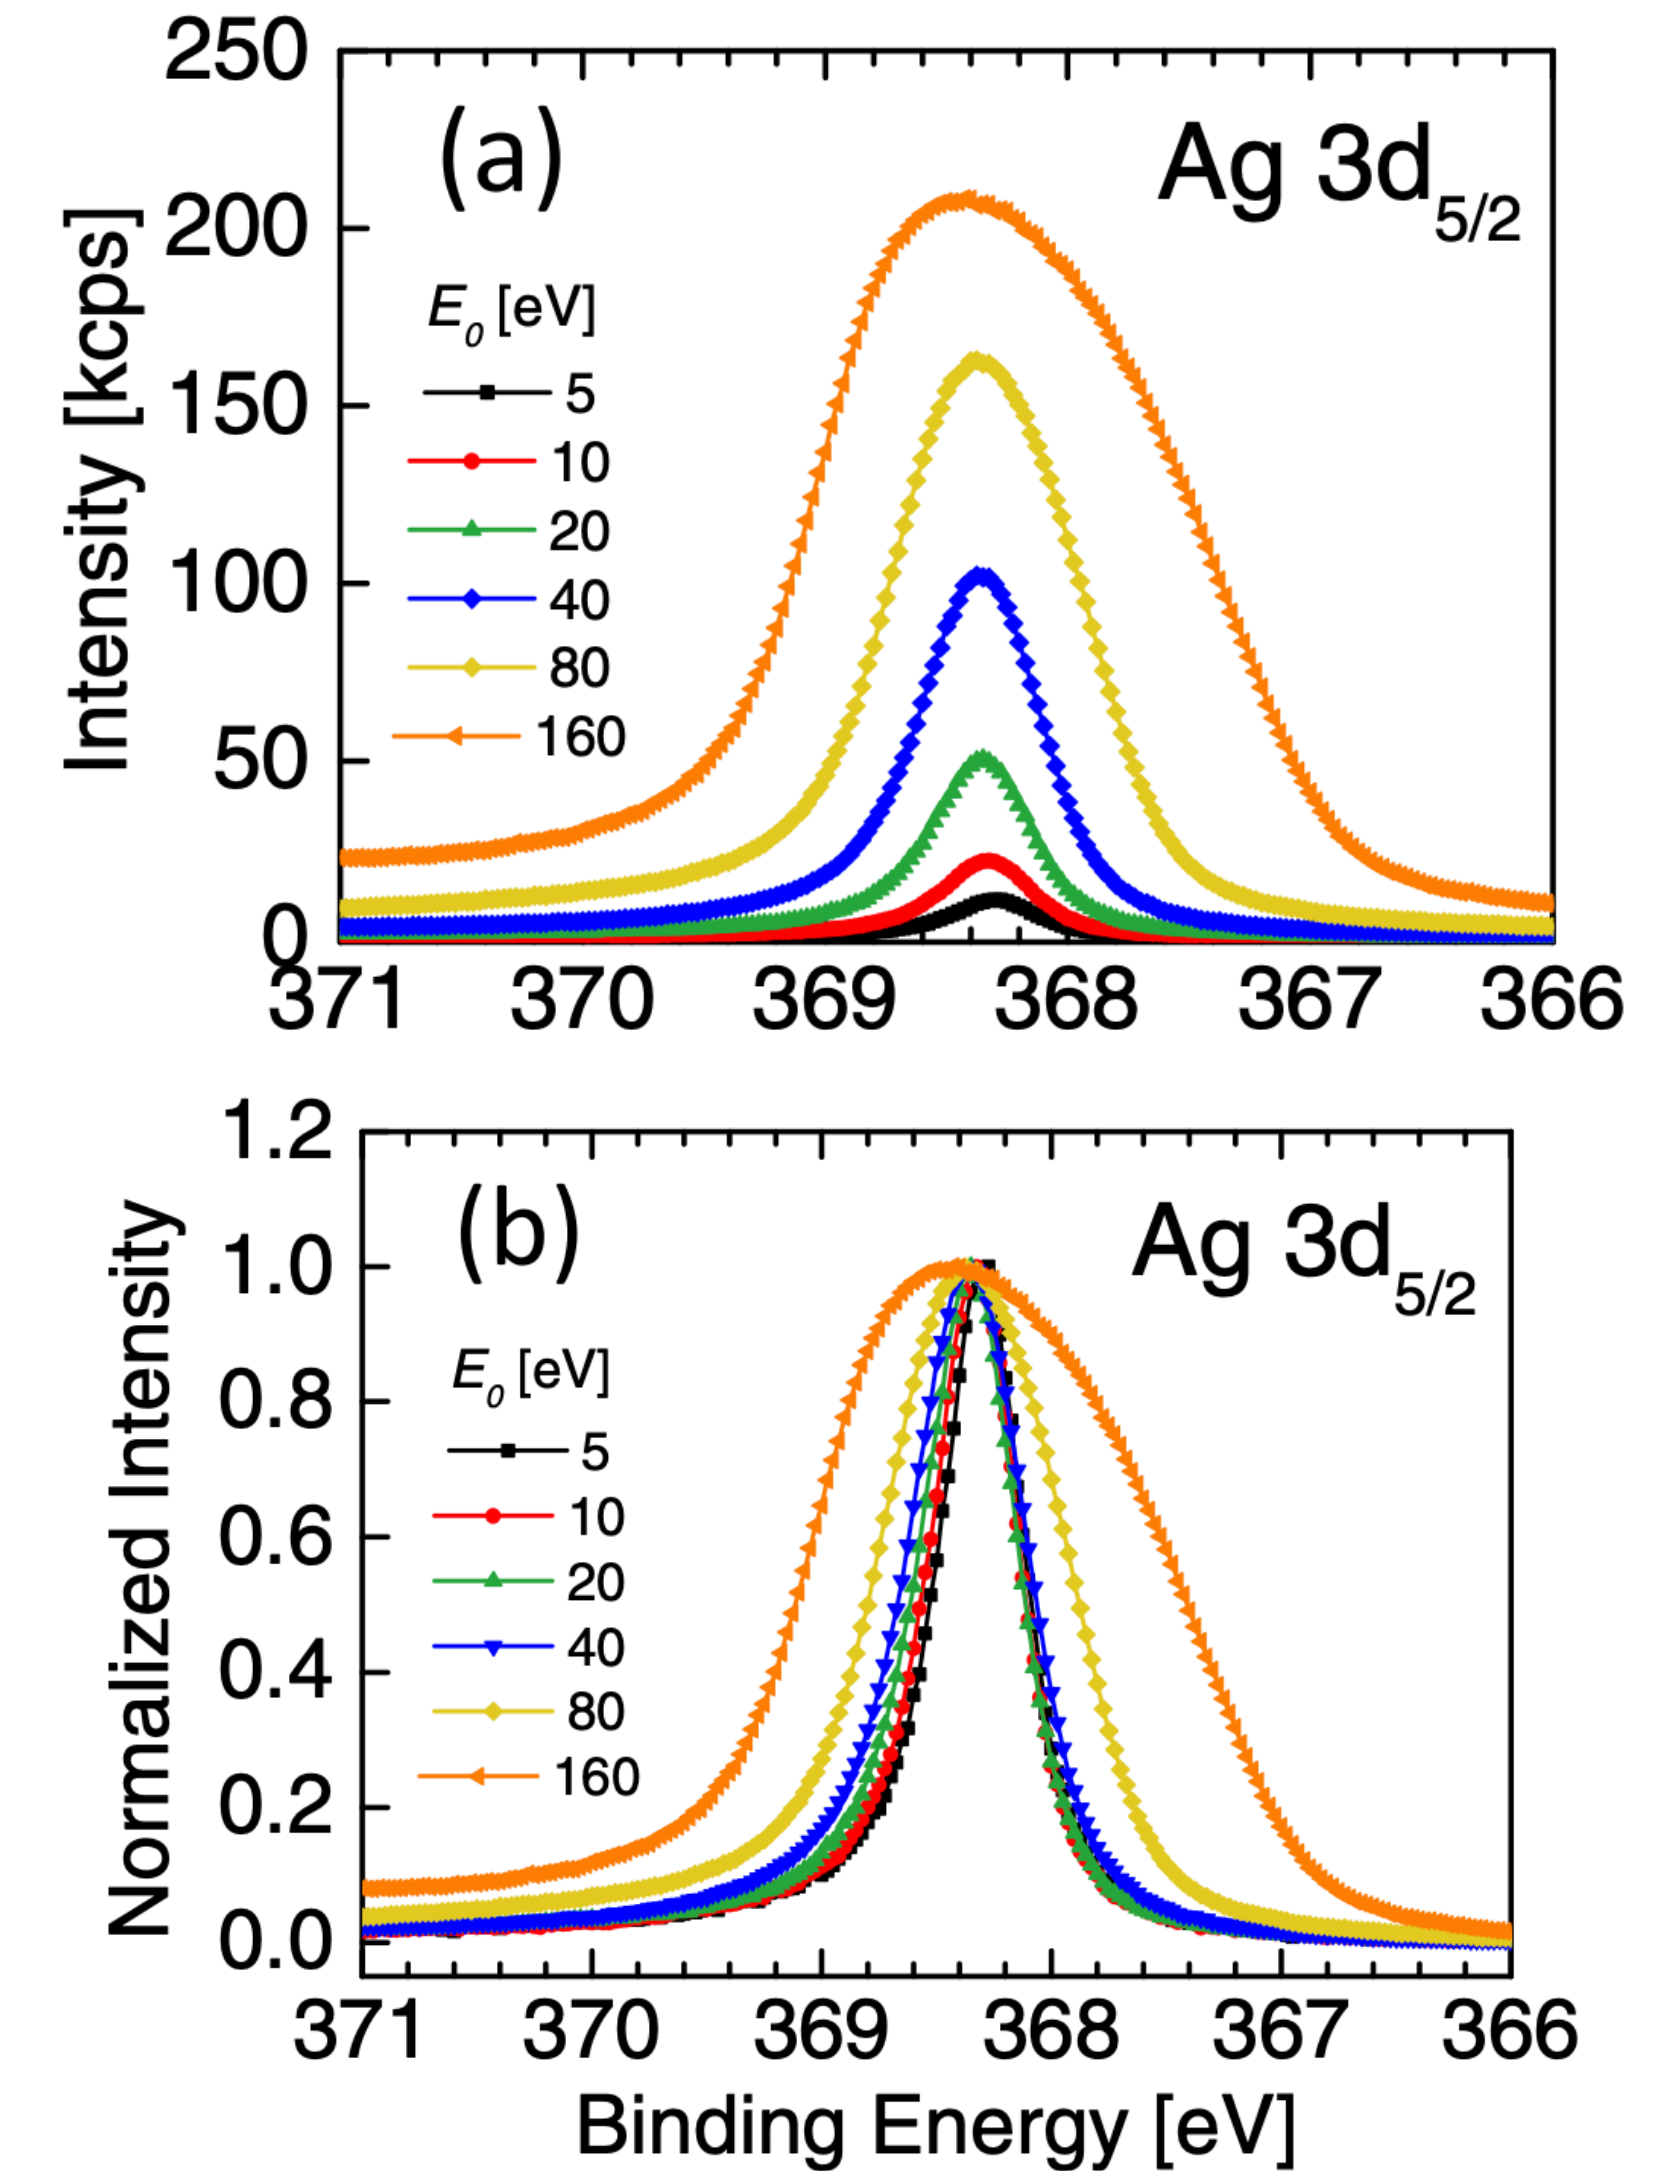 250
(a)
Ag 3d5/2
200
E0 [eV]
5
150
10
20
100
40
80
50
160
0
Intensity [kcps]
371 370 369 368 367 366
1.2
(b)
Ag 3d5/2
1.0
E0 [eV]
0.8
5
10
0.6
20
40
0.4
80
160
0.2
0.0
Normalized Intensity
371 370 369 368 367 366
Binding Energy [eV]